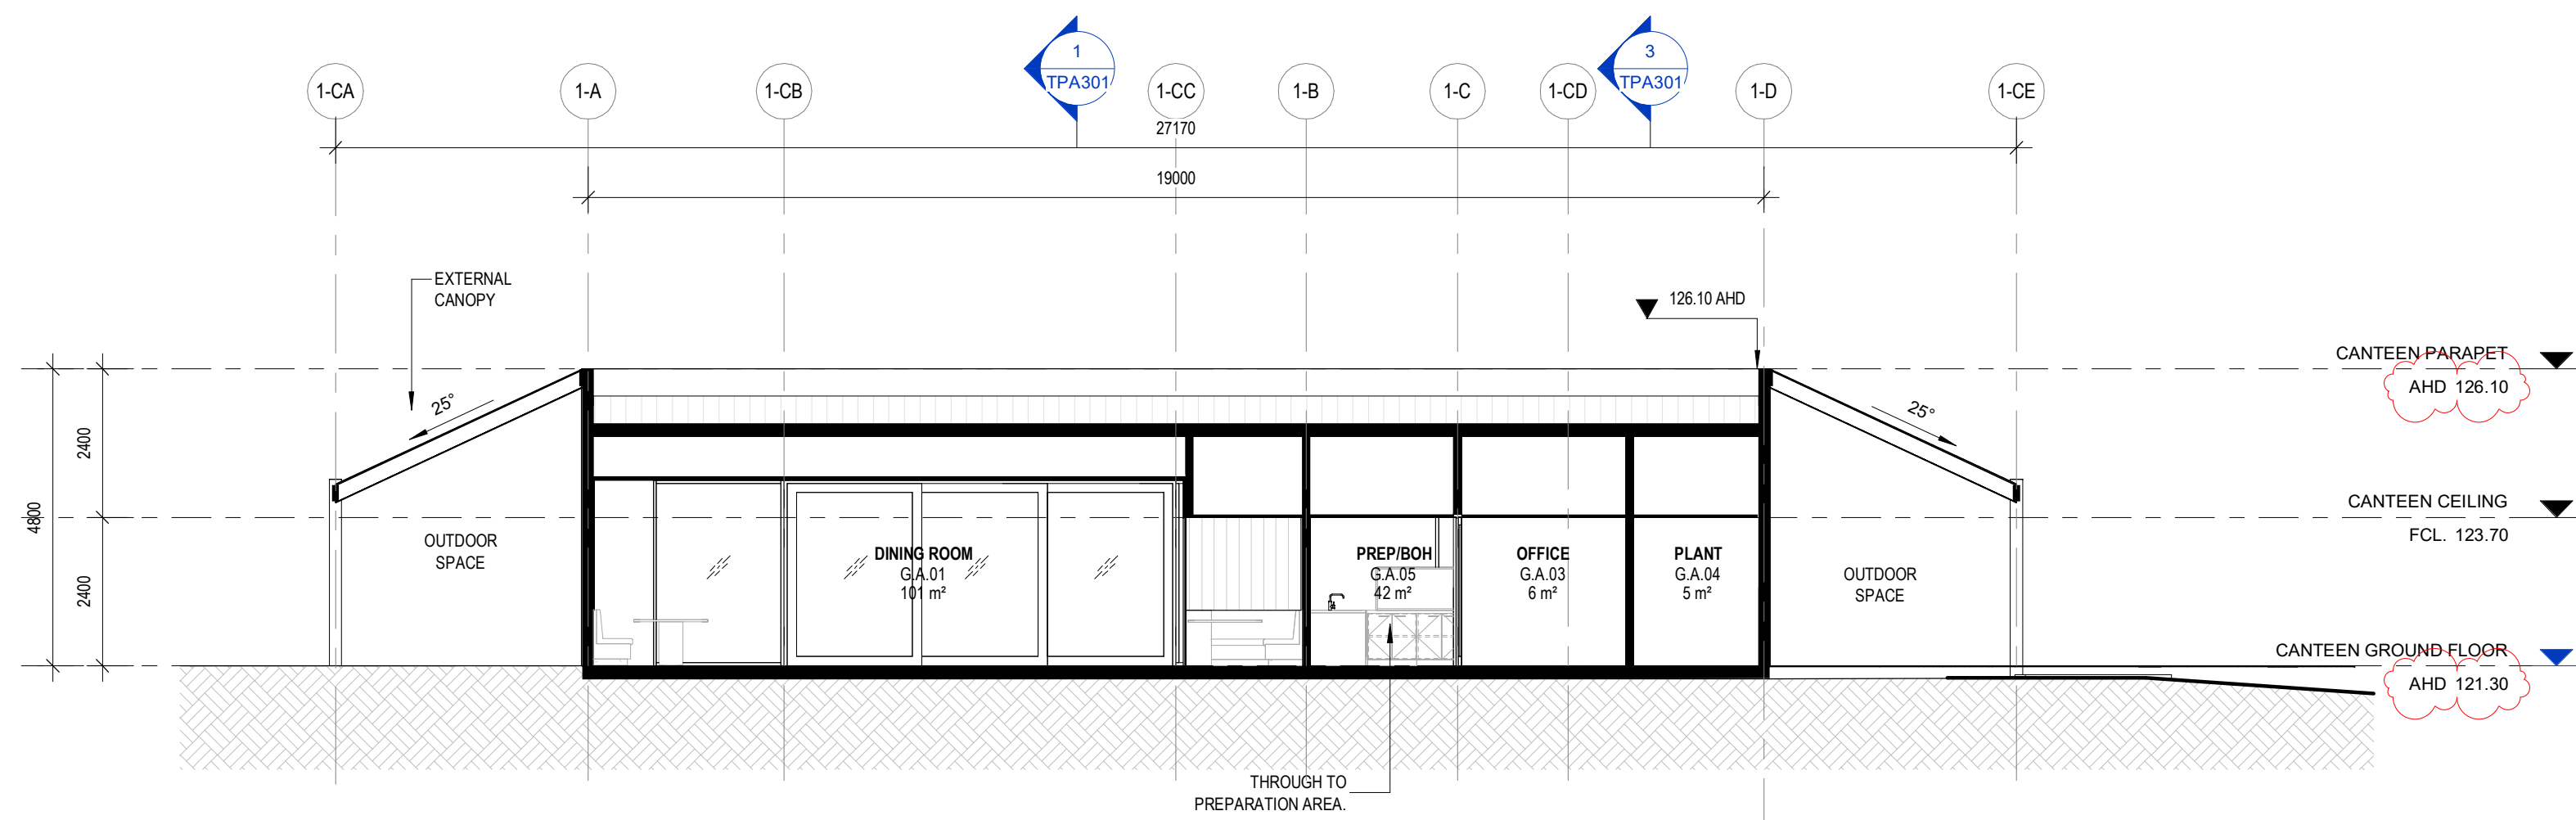 1
TPA301
3
TPA301
1-CA
1-A
1-CB
1-CC
1-B
1-C
1-CD
1-D
1-CE
27170
19000
EXTERNAL
CANOPY
126.10 AHD
CANTEEN PARAPET
AHD 126.10
25°
25°
2400
4800
2400
CANTEEN CEILING
FCL. 123.70
OUTDOOR
SPACE
DINING ROOM
G.A.01
101 m²
PREP/BOH
G.A.05
42 m²
OFFICE
G.A.03
6 m²
PLANT
G.A.04
5 m²
OUTDOOR
SPACE
CANTEEN GROUND FLOOR
AHD 121.30
THROUGH TO
PREPARATION AREA.